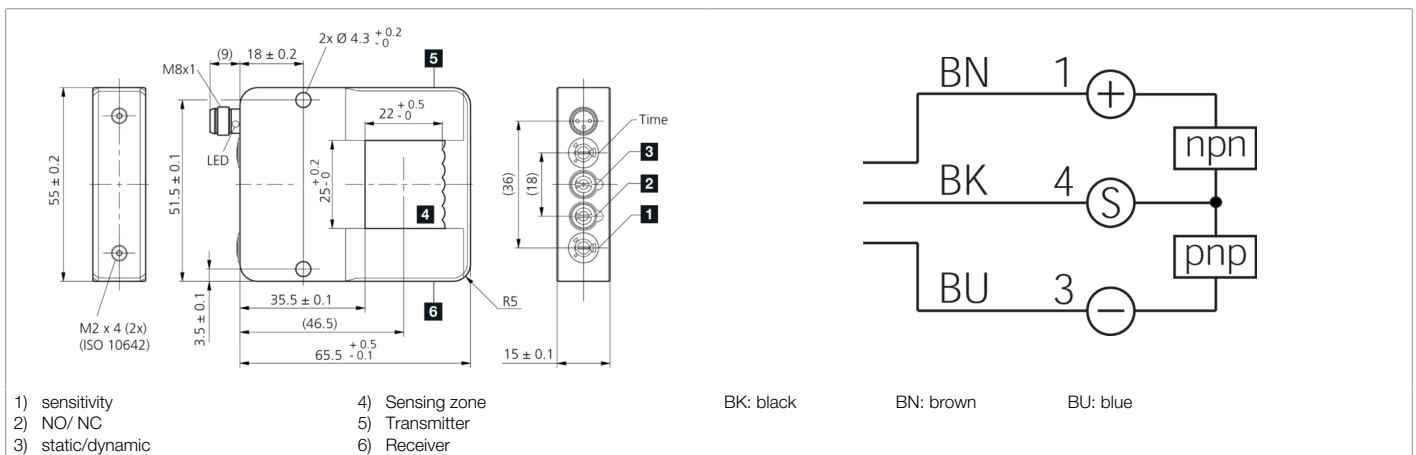 2x Ø 4.3 + 0.2 - 0
(9)
18 ± 0.2
M8x1
5
22 + 0.5 - 0
Time
LED
55 ± 0.2
51.5 ± 0.1
25 + 0.2 - 0
4
(36)
(18)
3
2
1
3.5 ± 0.1
35.5 ± 0.1
(46.5)
65.5 + 0.5 - 0.1
6
R5
15 ± 0.1
M2 x 4 (2x)
(ISO 10642)
BN 1 +
npn
BK 4 S
pnp
BU 3 −
1) sensitivity
2) NO/ NC
3) static/dynamic
4) Sensing zone
5) Transmitter
6) Receiver
BK: black BN: brown BU: blue